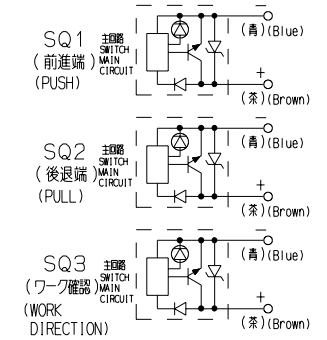 SQ1
(前進端)
(PUSH)
主回路
SWITCH
MAIN
CIRCUIT
−
(青)(Blue)
+
(茶)(Brown)
SQ2
(後退端)
(PULL)
主回路
SWITCH
MAIN
CIRCUIT
−
(青)(Blue)
+
(茶)(Brown)
SQ3
(ワーク確認)
(WORK
DIRECTION)
主回路
SWITCH
MAIN
CIRCUIT
−
(青)(Blue)
+
(茶)(Brown)